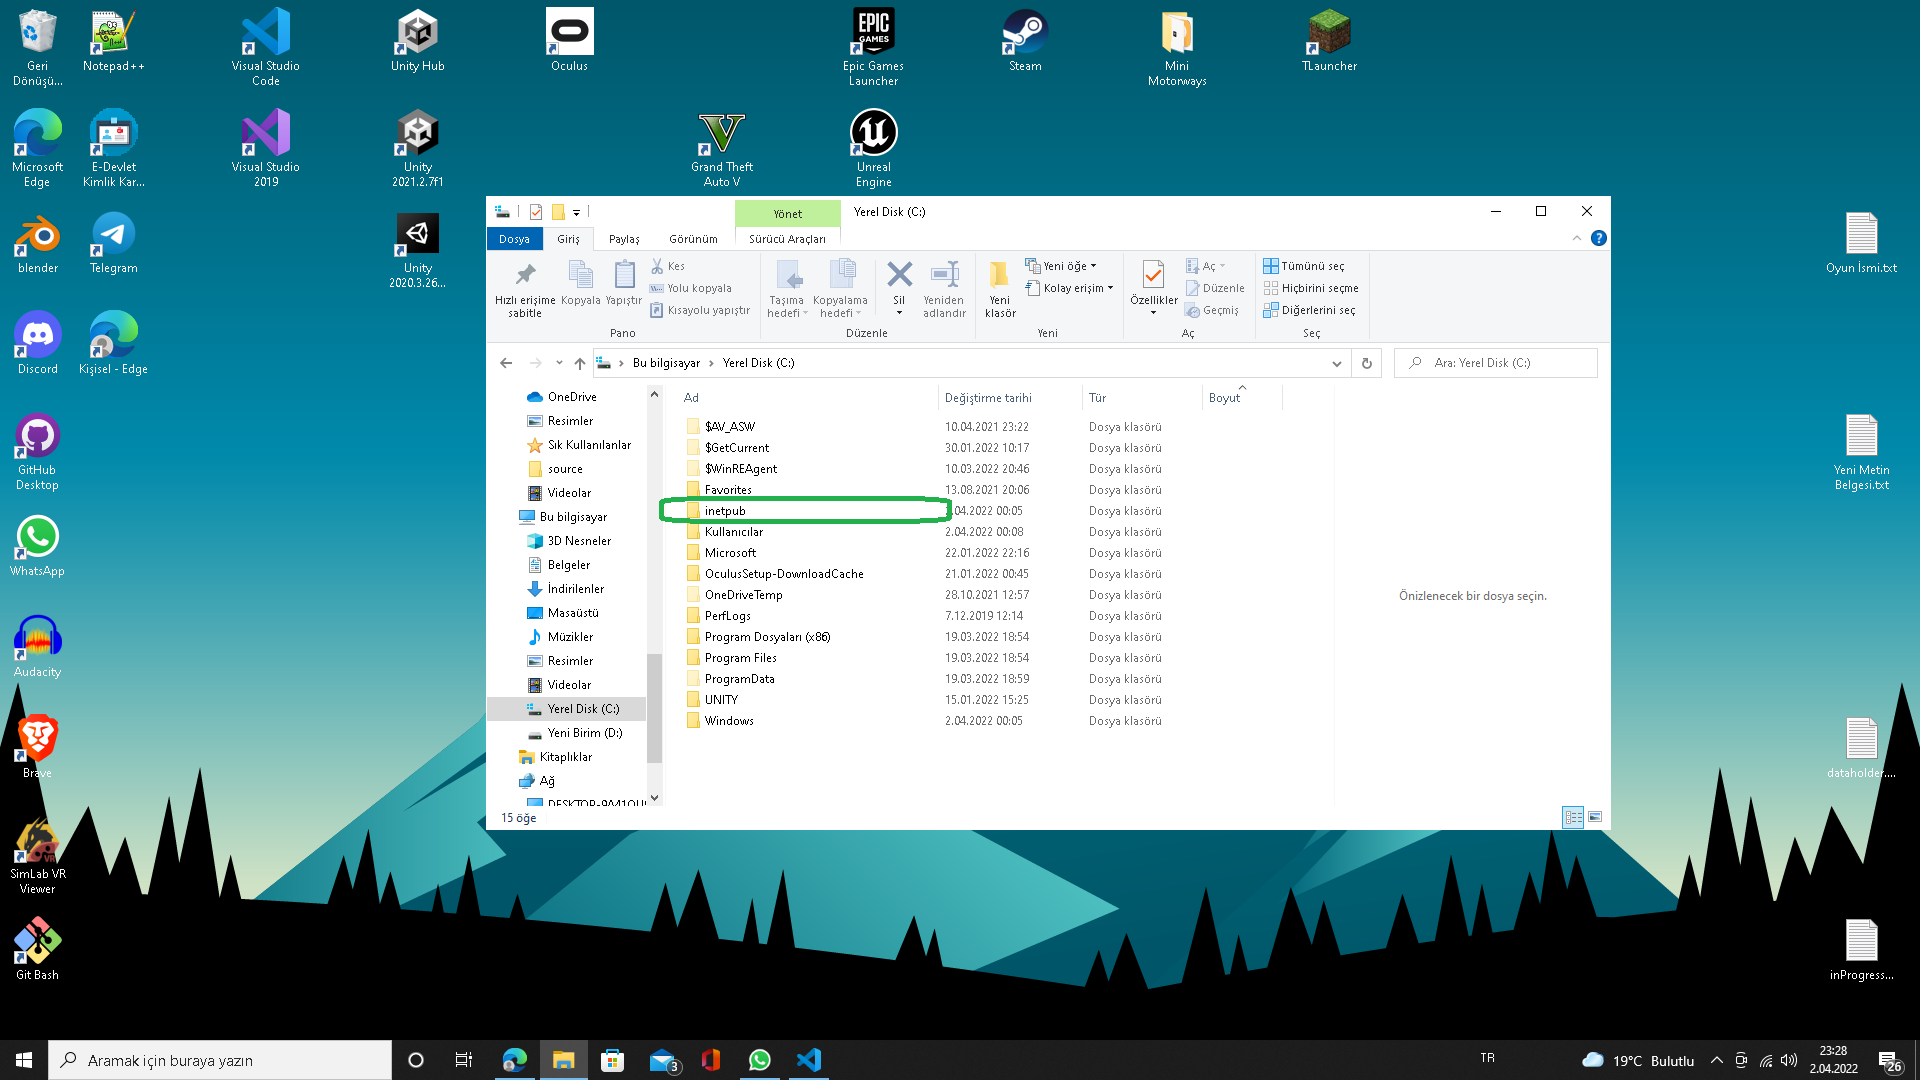 Geri
Dönüşü...
Notepad++
Visual Studio
Code
Unity Hub
Oculus
EPIC
GAMES
Epic Games
Launcher
Steam
Mini
Motorways
TLauncher
Microsoft
Edge
E-Devlet
Kimlik Kar...
Visual Studio
2019
Unity
2021.2.7f1
Grand Theft
Auto V
Unreal
Engine
blender
Telegram
Unity
2020.3.26...
Oyun İsmi.txt
Discord
Kişisel - Edge
GitHub
Desktop
Yeni Metin
Belgesi.txt
WhatsApp
Audacity
Brave
dataholder....
VR
SimLab VR
Viewer
Git Bash
inProgress...
Yönet
Yerel Disk (C:)
Dosya
Giriş
Paylaş
Görünüm
Sürücü Araçları
Hızlı erişime
sabitle
Kopyala
Yapıştır
Kes
Yolu kopyala
Kısayolu yapıştır
Pano
Taşıma
hedefi
Kopyalama
hedefi
Sil
Yeniden
adlandır
Düzenle
Yeni
klasör
Yeni öğe
Kolay erişim
Yeni
Özellikler
Aç
Düzenle
Geçmiş
Aç
Tümünü seç
Hiçbirini seçme
Diğerlerini seç
Seç
Bu bilgisayar
Yerel Disk (C:)
Ara: Yerel Disk (C:)
OneDrive
Resimler
Sık Kullanılanlar
source
Videolar
Bu bilgisayar
3D Nesneler
Belgeler
İndirilenler
Masaüstü
Müzikler
Resimler
Videolar
Yerel Disk (C:)
Yeni Birim (D:)
Kitaplıklar
Ağ
Ad Değiştirme tarihi Tür Boyut
$AV_ASW 10.04.2021 23:22 Dosya klasörü
$GetCurrent 30.01.2022 10:17 Dosya klasörü
$WinREAgent 10.03.2022 20:46 Dosya klasörü
Favorites 13.08.2021 20:06 Dosya klasörü
inetpub .04.2022 00:05 Dosya klasörü
Kullanıcılar 2.04.2022 00:08 Dosya klasörü
Microsoft 22.01.2022 22:16 Dosya klasörü
OculusSetup-DownloadCache 21.01.2022 00:45 Dosya klasörü
OneDriveTemp 28.10.2021 12:57 Dosya klasörü
PerfLogs 7.12.2019 12:14 Dosya klasörü
Program Dosyaları (x86) 19.03.2022 18:54 Dosya klasörü
Program Files 19.03.2022 18:54 Dosya klasörü
ProgramData 19.03.2022 18:59 Dosya klasörü
UNITY 15.01.2022 15:25 Dosya klasörü
Windows 2.04.2022 00:05 Dosya klasörü
Önizlenecek bir dosya seçin.
15 öğe
Aramak için buraya yazın
3
TR
19°C Bulutlu
23:28
2.04.2022
26